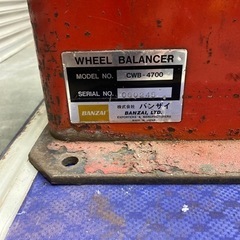 WHEEL BALANCER
MODEL NO. CWB-4700
SERIAL NO.
BANZAI
株式会社 バンザイ
BANZAI, LTD.